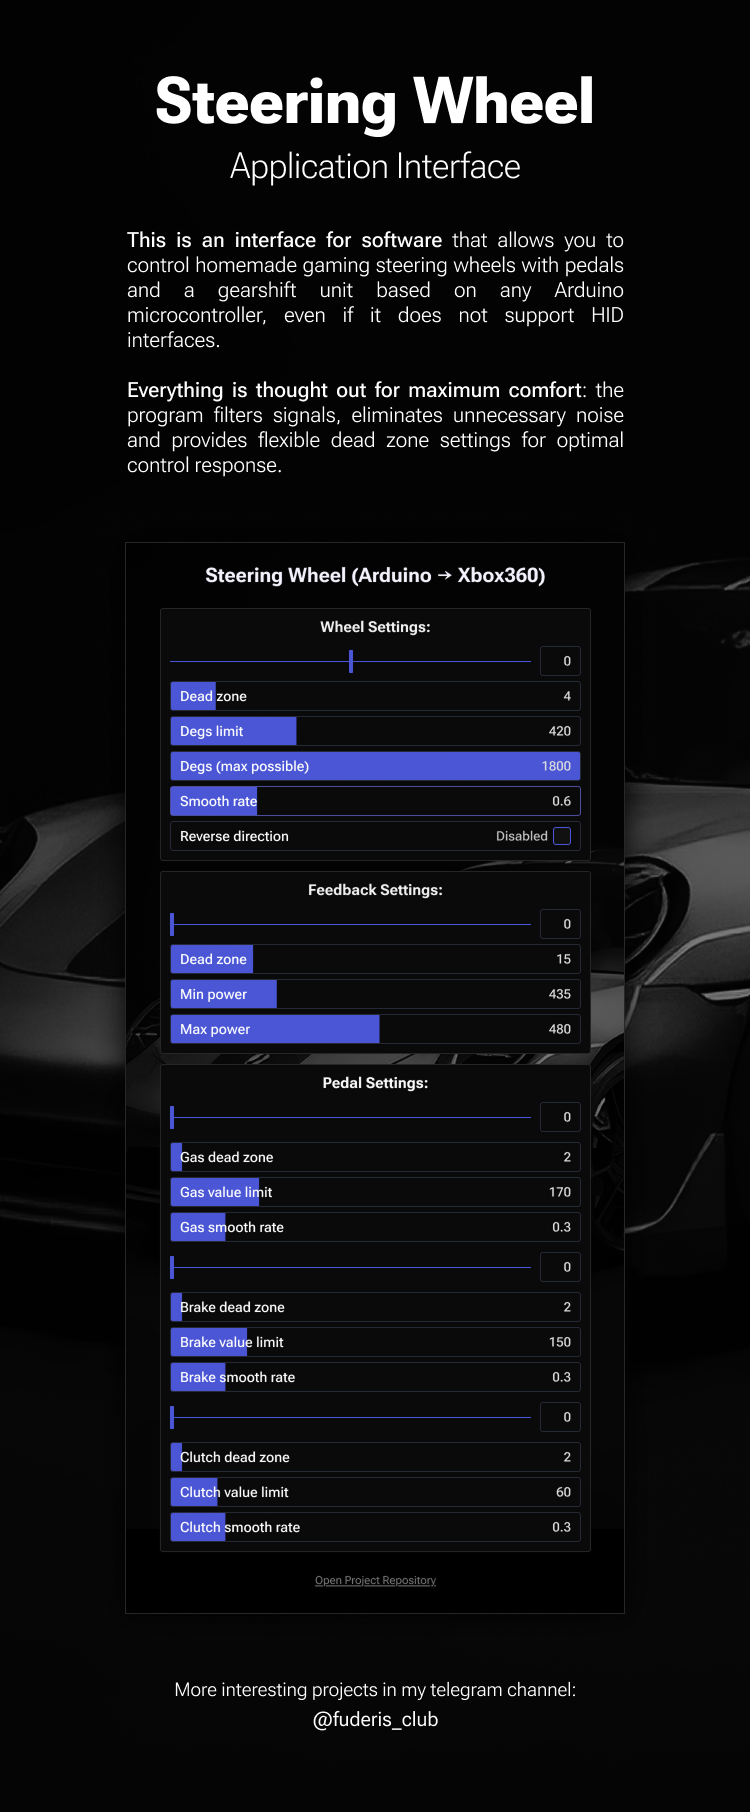 Steering Wheel
Application Interface
This is an interface for software that allows you to
control homemade gaming steering wheels with pedals
and a gearshift unit based on any Arduino
microcontroller, even if it does not support HID
interfaces.
Everything is thought out for maximum comfort: the
program filters signals, eliminates unnecessary noise
and provides flexible dead zone settings for optimal
control response.
Steering Wheel (Arduino → Xbox360)
Wheel Settings:
0
Dead zone 4
Degs limit 420
Degs (max possible) 1800
Smooth rate 0.6
Reverse direction Disabled
Feedback Settings:
0
Dead zone 15
Min power 435
Max power 480
Pedal Settings:
0
Gas dead zone 2
Gas value limit 170
Gas smooth rate 0.3
0
Brake dead zone 2
Brake value limit 150
Brake smooth rate 0.3
0
Clutch dead zone 2
Clutch value limit 60
Clutch smooth rate 0.3
Open Project Repository
More interesting projects in my telegram channel:
@fuderis_club